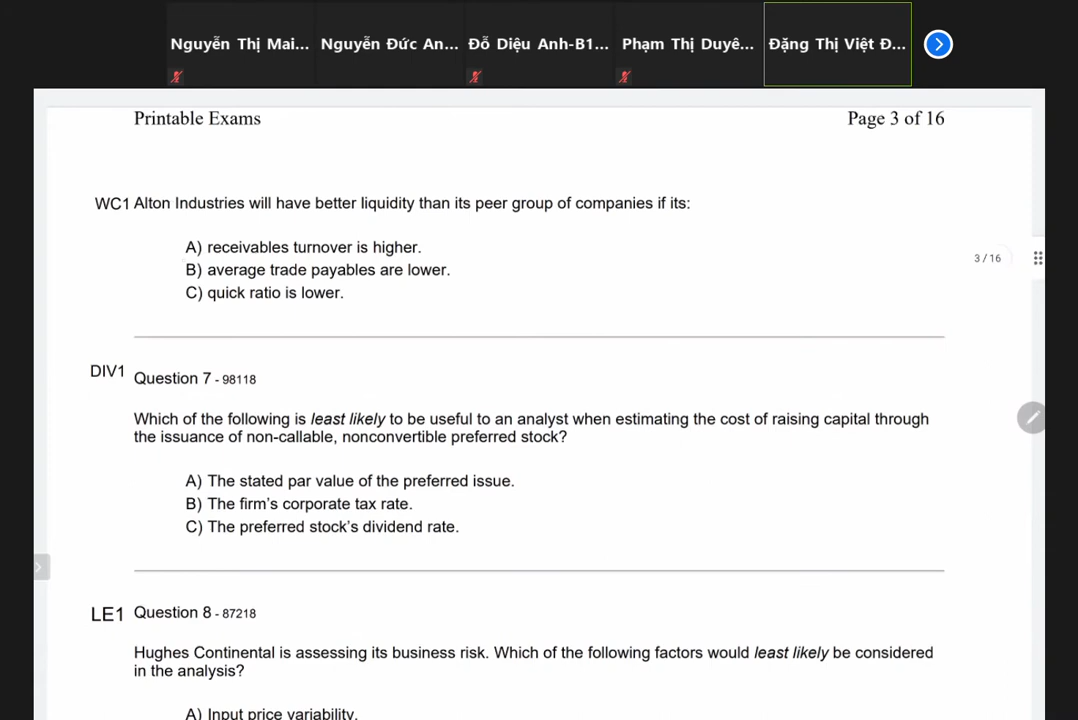 Nguyễn Thị Mai... Nguyễn Đức An... Đỗ Diệu Anh-B1... Phạm Thị Duyê... Đặng Thị Việt Đ...
Printable Exams Page 3 of 16
WC1 Alton Industries will have better liquidity than its peer group of companies if its:
A) receivables turnover is higher.
3 / 16
B) average trade payables are lower.
C) quick ratio is lower.
DIV1 Question 7 - 98118
Which of the following is least likely to be useful to an analyst when estimating the cost of raising capital through
the issuance of non-callable, nonconvertible preferred stock?
A) The stated par value of the preferred issue.
B) The firm's corporate tax rate.
C) The preferred stock's dividend rate.
LE1 Question 8 - 87218
Hughes Continental is assessing its business risk. Which of the following factors would least likely be considered
in the analysis?
A) Input price variability.